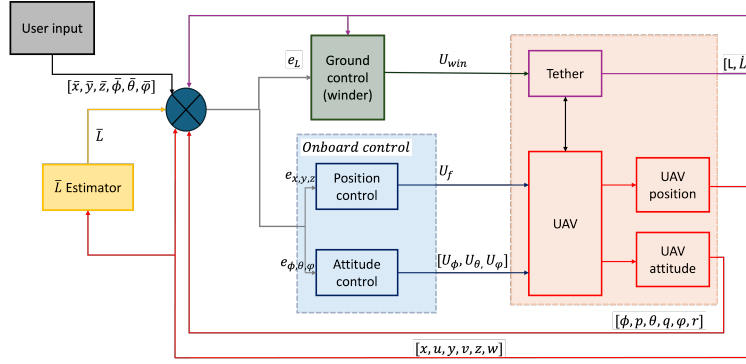 User input
[x̄, ȳ, z̄, ϕ̄, θ̄, φ̄]
L̄
L̄ Estimator
e_L
Ground
control
(winder)
U_win
Tether
[L, L̇
Onboard control
e_x,y,z
Position
control
U_f
e_ϕ,θ,φ
Attitude
control
[U_ϕ, U_θ, U_φ]
UAV
UAV
position
UAV
attitude
[ϕ, p, θ, q, φ, r]
[x, u, y, v, z, w]